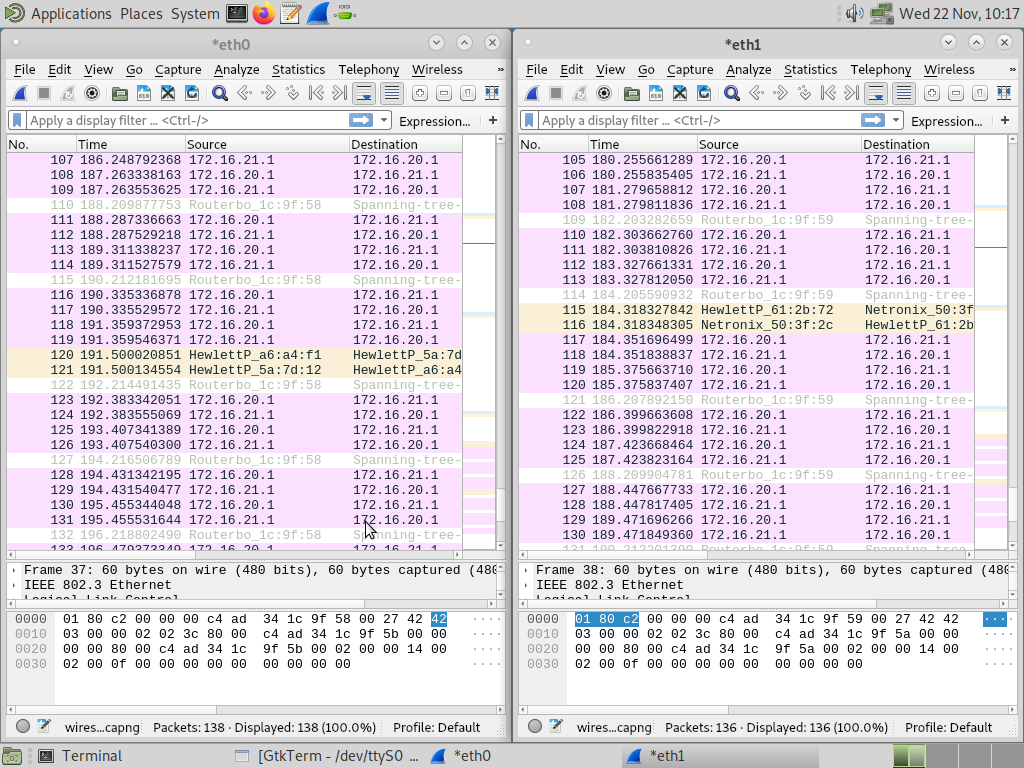 Applications Places System Wed 22 Nov, 10:17
*eth0
File Edit View Go Capture Analyze Statistics Telephony Wireless »
Apply a display filter ... <Ctrl-/> Expression... +
No. Time Source Destination
107 186.248792368 172.16.21.1 172.16.20.1
108 187.263338163 172.16.20.1 172.16.21.1
109 187.263553625 172.16.21.1 172.16.20.1
110 188.209877753 Routerbo_1c:9f:58 Spanning-tree-
111 188.287336663 172.16.20.1 172.16.21.1
112 188.287529218 172.16.21.1 172.16.20.1
113 189.311338237 172.16.20.1 172.16.21.1
114 189.311527579 172.16.21.1 172.16.20.1
115 190.212181695 Routerbo_1c:9f:58 Spanning-tree-
116 190.335336878 172.16.20.1 172.16.21.1
117 190.335529572 172.16.21.1 172.16.20.1
118 191.359372953 172.16.20.1 172.16.21.1
119 191.359546371 172.16.21.1 172.16.20.1
120 191.500020851 HewlettP_a6:a4:f1 HewlettP_5a:7d
121 191.500134554 HewlettP_5a:7d:12 HewlettP_a6:a4
122 192.214491435 Routerbo_1c:9f:58 Spanning-tree-
123 192.383342051 172.16.20.1 172.16.21.1
124 192.383555069 172.16.21.1 172.16.20.1
125 193.407341389 172.16.20.1 172.16.21.1
126 193.407540300 172.16.21.1 172.16.20.1
127 194.216506789 Routerbo_1c:9f:58 Spanning-tree-
128 194.431342195 172.16.20.1 172.16.21.1
129 194.431540477 172.16.21.1 172.16.20.1
130 195.455344048 172.16.20.1 172.16.21.1
131 195.455531644 172.16.21.1 172.16.20.1
132 196.218802490 Routerbo_1c:9f:58 Spanning-tree-
133 196.479373349 172.16.20.1 172.16.21.1
Frame 37: 60 bytes on wire (480 bits), 60 bytes captured (480
IEEE 802.3 Ethernet
Logical-Link Control
0000 01 80 c2 00 00 00 c4 ad 34 1c 9f 58 00 27 42 42
0010 03 00 00 02 02 3c 80 00 c4 ad 34 1c 9f 5b 00 00
0020 00 00 80 00 c4 ad 34 1c 9f 5b 00 02 00 00 14 00
0030 02 00 0f 00 00 00 00 00 00 00 00 00
wires...capng Packets: 138 · Displayed: 138 (100.0%) Profile: Default
*eth1
File Edit View Go Capture Analyze Statistics Telephony Wireless »
Apply a display filter ... <Ctrl-/> Expression... +
No. Time Source Destination
105 180.255661289 172.16.20.1 172.16.21.1
106 180.255835405 172.16.21.1 172.16.20.1
107 181.279658812 172.16.20.1 172.16.21.1
108 181.279811836 172.16.21.1 172.16.20.1
109 182.203282659 Routerbo_1c:9f:59 Spanning-tree-
110 182.303662760 172.16.20.1 172.16.21.1
111 182.303810826 172.16.21.1 172.16.20.1
112 183.327661331 172.16.20.1 172.16.21.1
113 183.327812050 172.16.21.1 172.16.20.1
114 184.205590932 Routerbo_1c:9f:59 Spanning-tree-
115 184.318327842 HewlettP_61:2b:72 Netronix_50:3f
116 184.318348305 Netronix_50:3f:2c HewlettP_61:2b
117 184.351696499 172.16.20.1 172.16.21.1
118 184.351838837 172.16.21.1 172.16.20.1
119 185.375663710 172.16.20.1 172.16.21.1
120 185.375837407 172.16.21.1 172.16.20.1
121 186.207892150 Routerbo_1c:9f:59 Spanning-tree-
122 186.399663608 172.16.20.1 172.16.21.1
123 186.399822918 172.16.21.1 172.16.20.1
124 187.423668464 172.16.20.1 172.16.21.1
125 187.423823164 172.16.21.1 172.16.20.1
126 188.209904781 Routerbo_1c:9f:59 Spanning-tree-
127 188.447667733 172.16.20.1 172.16.21.1
128 188.447817405 172.16.21.1 172.16.20.1
129 189.471696266 172.16.20.1 172.16.21.1
130 189.471849360 172.16.21.1 172.16.20.1
131 190.212201390 Routerbo_1c:9f:59 Spanning-tree-
Frame 38: 60 bytes on wire (480 bits), 60 bytes captured (480
IEEE 802.3 Ethernet
Logical-Link Control
0000 01 80 c2 00 00 00 c4 ad 34 1c 9f 59 00 27 42 42
0010 03 00 00 02 02 3c 80 00 c4 ad 34 1c 9f 5a 00 00
0020 00 00 80 00 c4 ad 34 1c 9f 5a 00 02 00 00 14 00
0030 02 00 0f 00 00 00 00 00 00 00 00 00
wires...capng Packets: 136 · Displayed: 136 (100.0%) Profile: Default
Terminal [GtkTerm - /dev/ttyS0 ... *eth0 *eth1